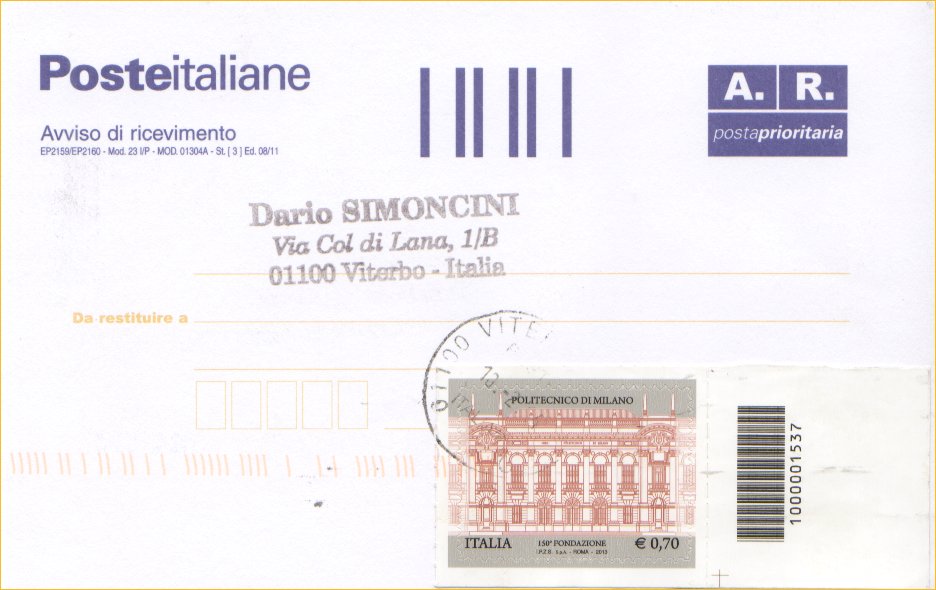 Posteitaliane
A. R.
postaprioritaria
Avviso di ricevimento
EP2159/EP2160 - Mod. 23 I/P - MOD. 01304A - St. [ 3 ] Ed. 08/11
Dario SIMONCINI
Via Col di Lana, 1/B
01100 Viterbo - Italia
Da restituire a
01100 VITE
POLITECNICO DI MILANO
ITALIA 150° FONDAZIONE € 0,70
I.P.Z.S. S.p.A. - ROMA - 2013
1000001537